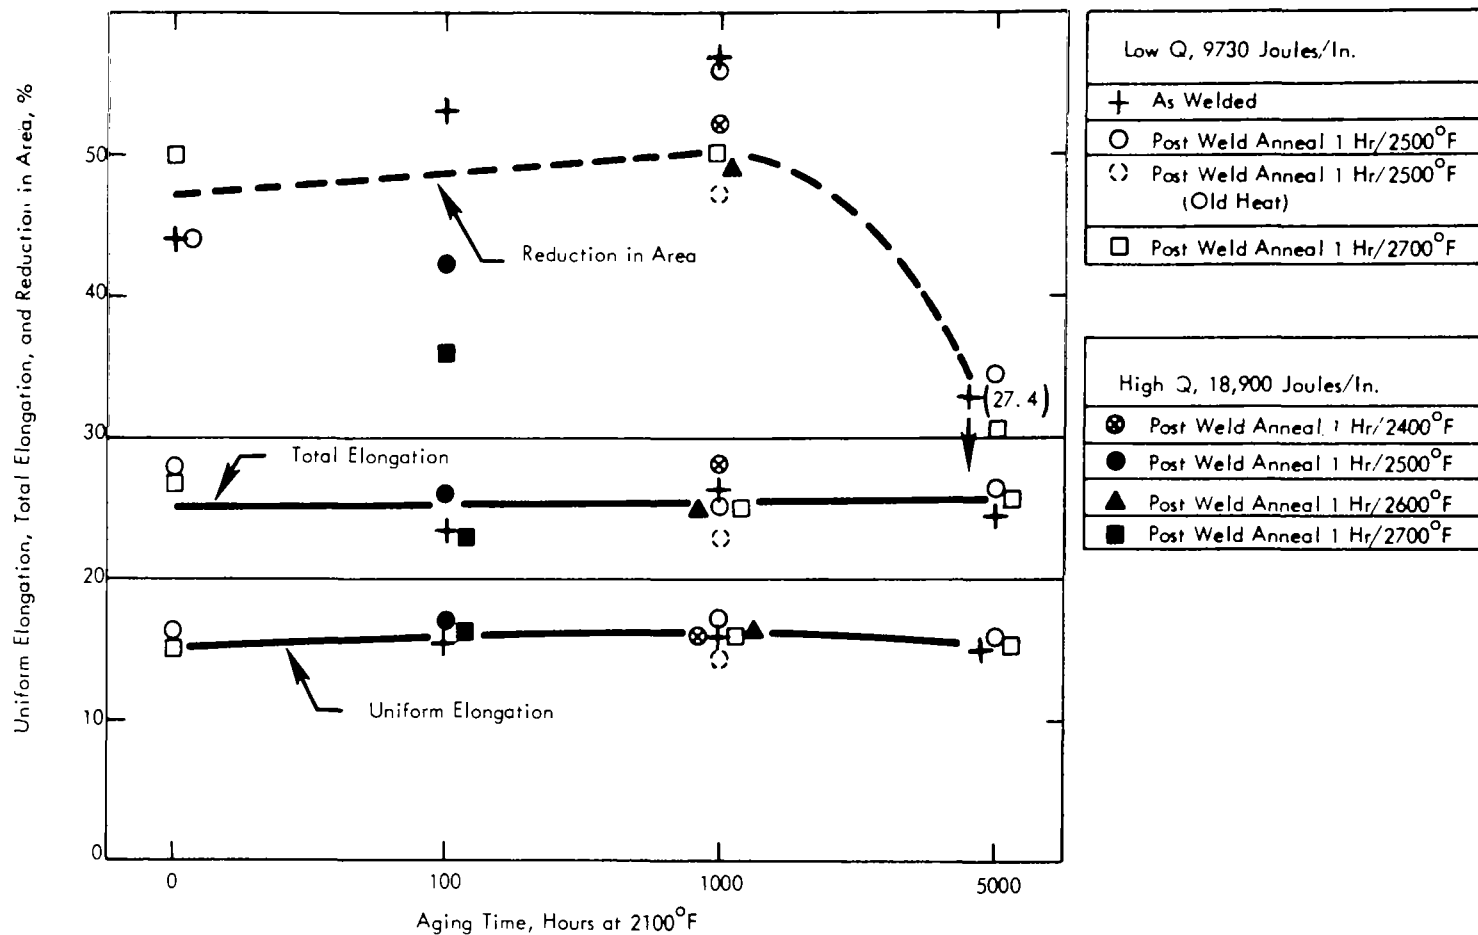 Uniform Elongation, Total Elongation, and Reduction in Area, %
50
40
30
20
10
0
Reduction in Area
(27.4)
Total Elongation
Uniform Elongation
0 100 1000 5000
Aging Time, Hours at 2100°F
Low Q, 9730 Joules/In.
As Welded
Post Weld Anneal 1 Hr/2500°F
Post Weld Anneal 1 Hr/2500°F
(Old Heat)
Post Weld Anneal 1 Hr/2700°F
High Q, 18,900 Joules/In.
Post Weld Anneal 1 Hr/2400°F
Post Weld Anneal 1 Hr/2500°F
Post Weld Anneal 1 Hr/2600°F
Post Weld Anneal 1 Hr/2700°F